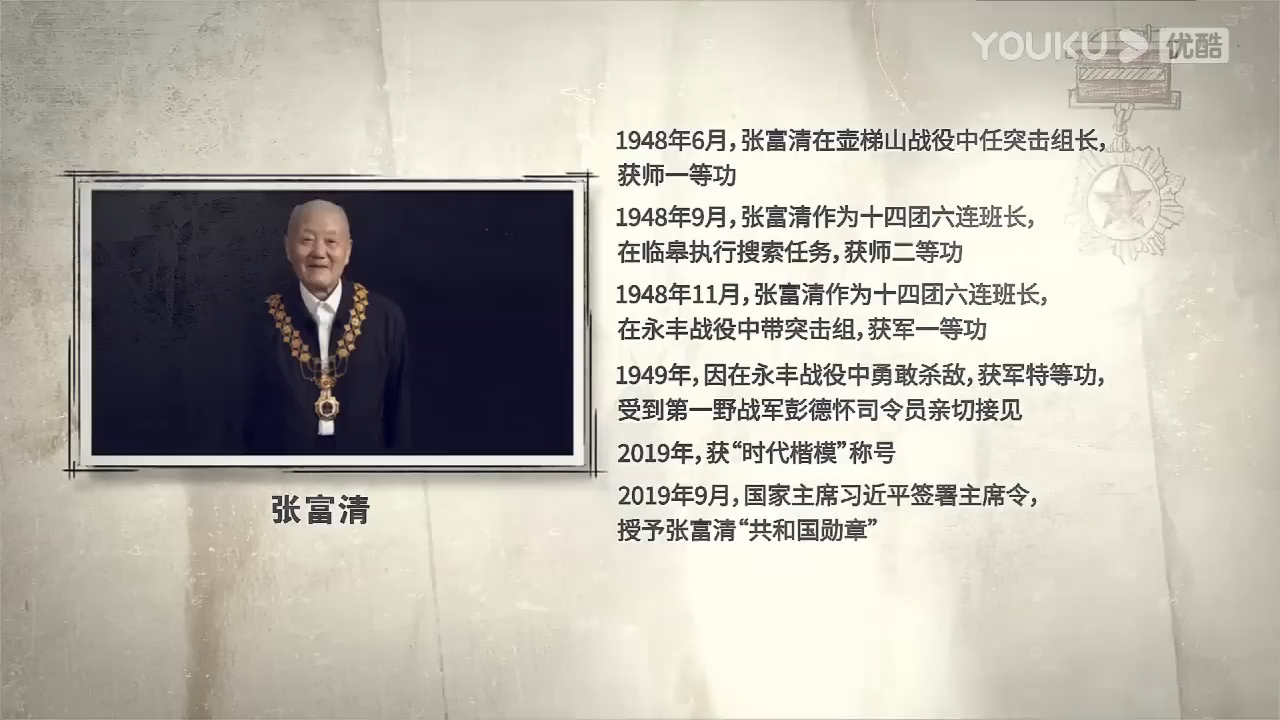 YOUKU 优酷
1948年6月，张富清在壶梯山战役中任突击组长，
获师一等功
1948年9月，张富清作为十四团六连班长，
在临皋执行搜索任务，获师二等功
1948年11月，张富清作为十四团六连班长，
在永丰战役中带突击组，获军一等功
1949年，因在永丰战役中勇敢杀敌，获军特等功，
受到第一野战军彭德怀司令员亲切接见
2019年，获“时代楷模”称号
2019年9月，国家主席习近平签署主席令，
授予张富清“共和国勋章”
张富清